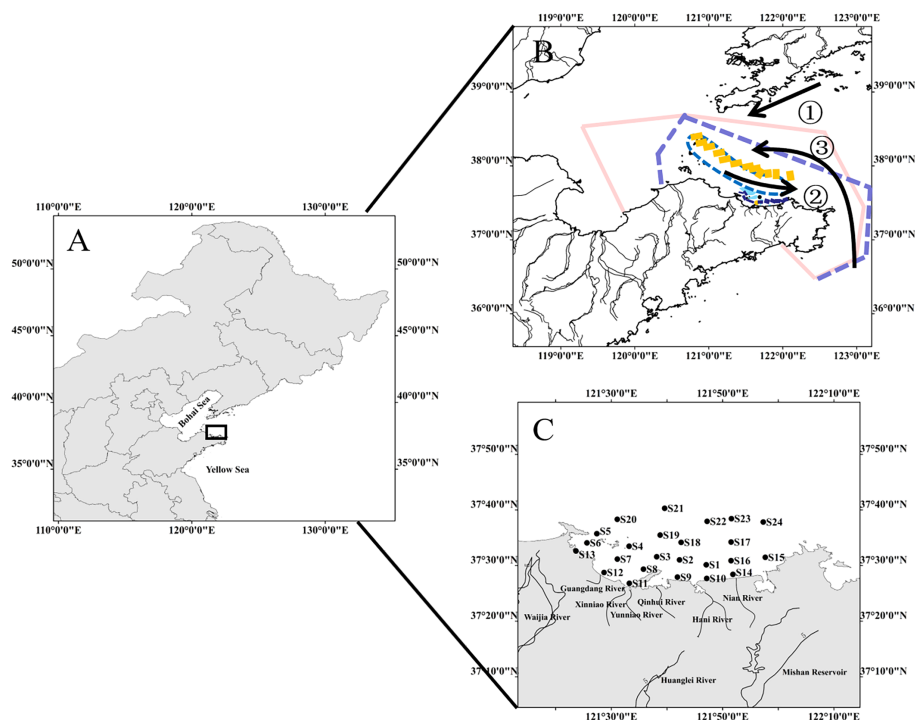 119°0'0"E 120°0'0"E 121°0'0"E 122°0'0"E 123°0'0"E
B
39°0'0"N 39°0'0"N
①
③
38°0'0"N 38°0'0"N
②
37°0'0"N 37°0'0"N
36°0'0"N 36°0'0"N
119°0'0"E 120°0'0"E 121°0'0"E 122°0'0"E 123°0'0"E
110°0'0"E 120°0'0"E 130°0'0"E
A
50°0'0"N 50°0'0"N
45°0'0"N 45°0'0"N
40°0'0"N 40°0'0"N
Bohai Sea
35°0'0"N 35°0'0"N
Yellow Sea
110°0'0"E 120°0'0"E 130°0'0"E
121°30'0"E 121°50'0"E 122°10'0"E
C
37°50'0"N 37°50'0"N
37°40'0"N 37°40'0"N
S21
S20 S22 S23 S24
S5
S6 S4 S19 S18 S17
S13 S7 S3 S2 S1 S16 S15
37°30'0"N 37°30'0"N
S12 S8 S9 S10 S14
S11
Guangdang River
Xinniao River Qinhui River Nian River
Yunniao River
Waijia River Hani River
37°20'0"N 37°20'0"N
Mishan Reservoir
Huanglei River
37°10'0"N 37°10'0"N
121°30'0"E 121°50'0"E 122°10'0"E